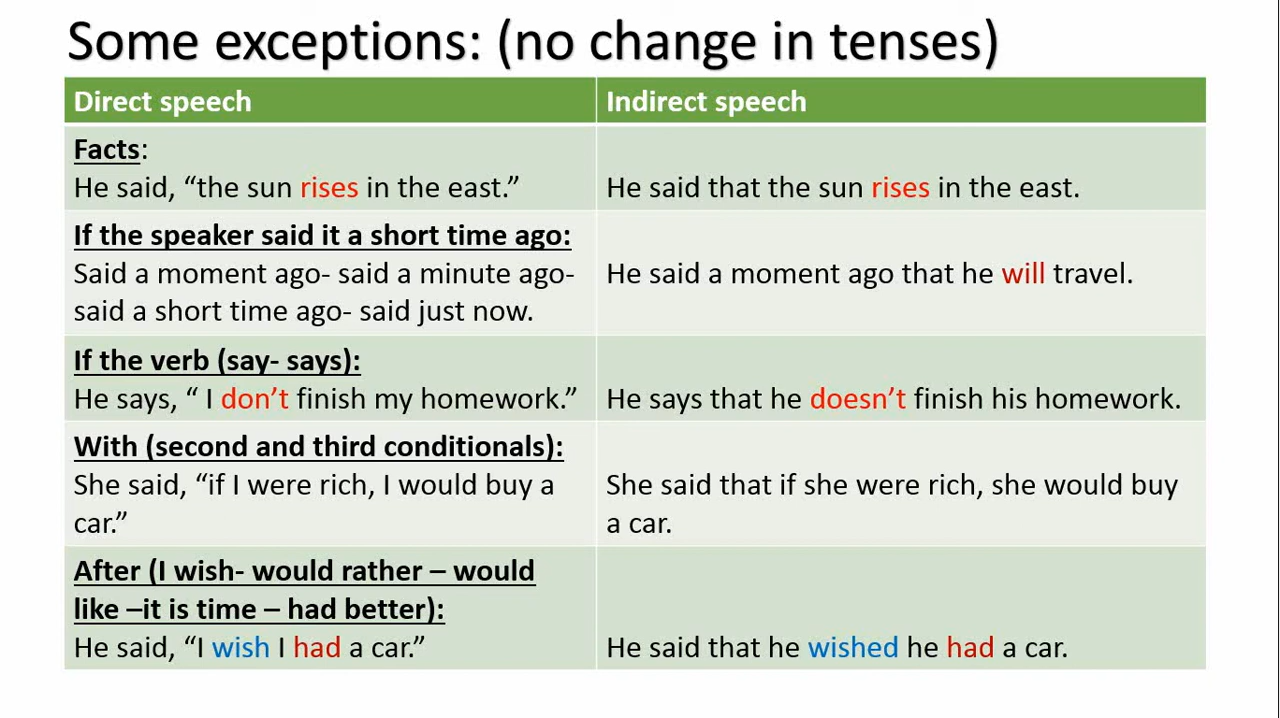 Some exceptions: (no change in tenses)
Direct speech
Indirect speech
Facts:
He said, “the sun rises in the east.”
He said that the sun rises in the east.
If the speaker said it a short time ago:
Said a moment ago- said a minute ago-
said a short time ago- said just now.
He said a moment ago that he will travel.
If the verb (say- says):
He says, “ I don’t finish my homework.”
He says that he doesn’t finish his homework.
With (second and third conditionals):
She said, “if I were rich, I would buy a
car.”
She said that if she were rich, she would buy
a car.
After (I wish- would rather – would
like –it is time – had better):
He said, “I wish I had a car.”
He said that he wished he had a car.